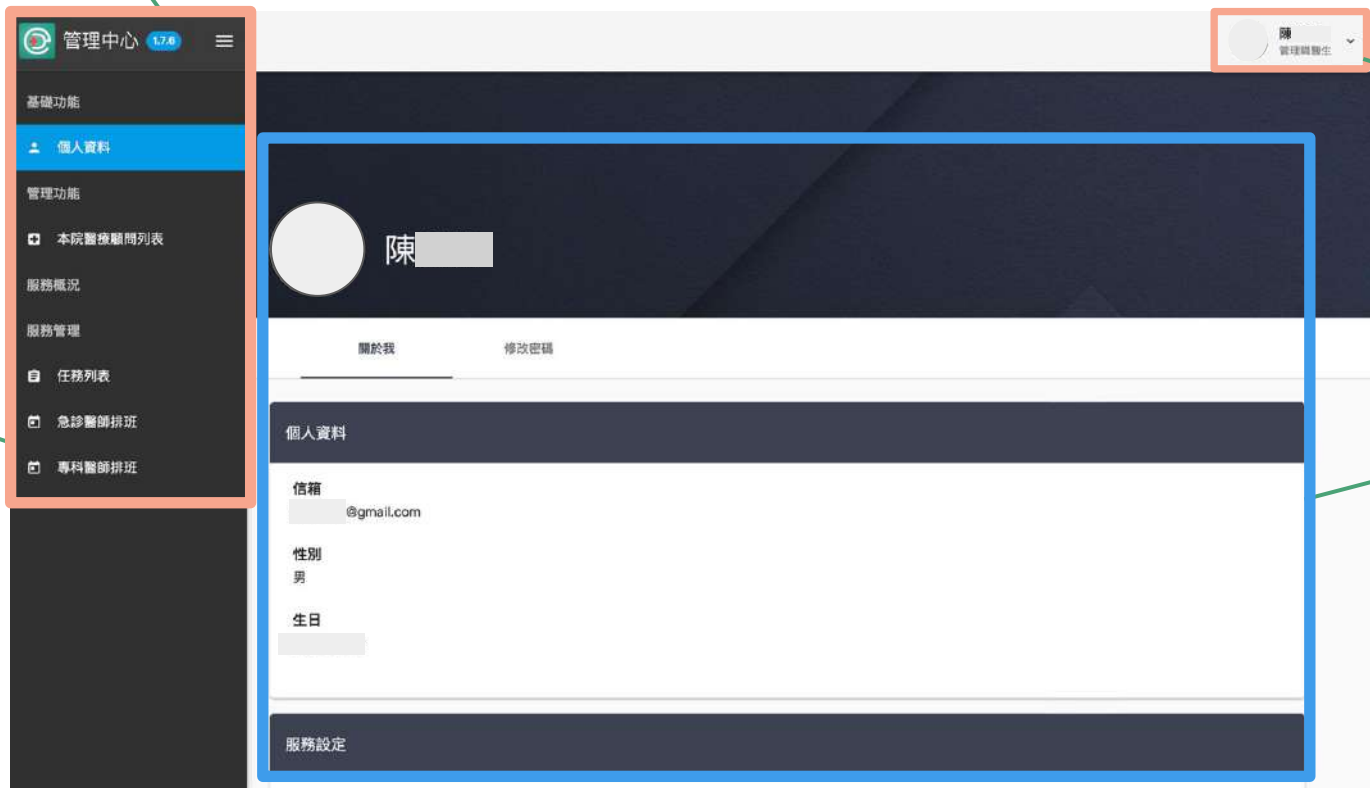 管理中心 1.7.6
陳
管理職醫生
基礎功能
個人資料
管理功能
本院醫療顧問列表
服務概況
服務管理
任務列表
急診醫師排班
專科醫師排班
陳
關於我
修改密碼
個人資料
信箱
@gmail.com
性別
男
生日
服務設定